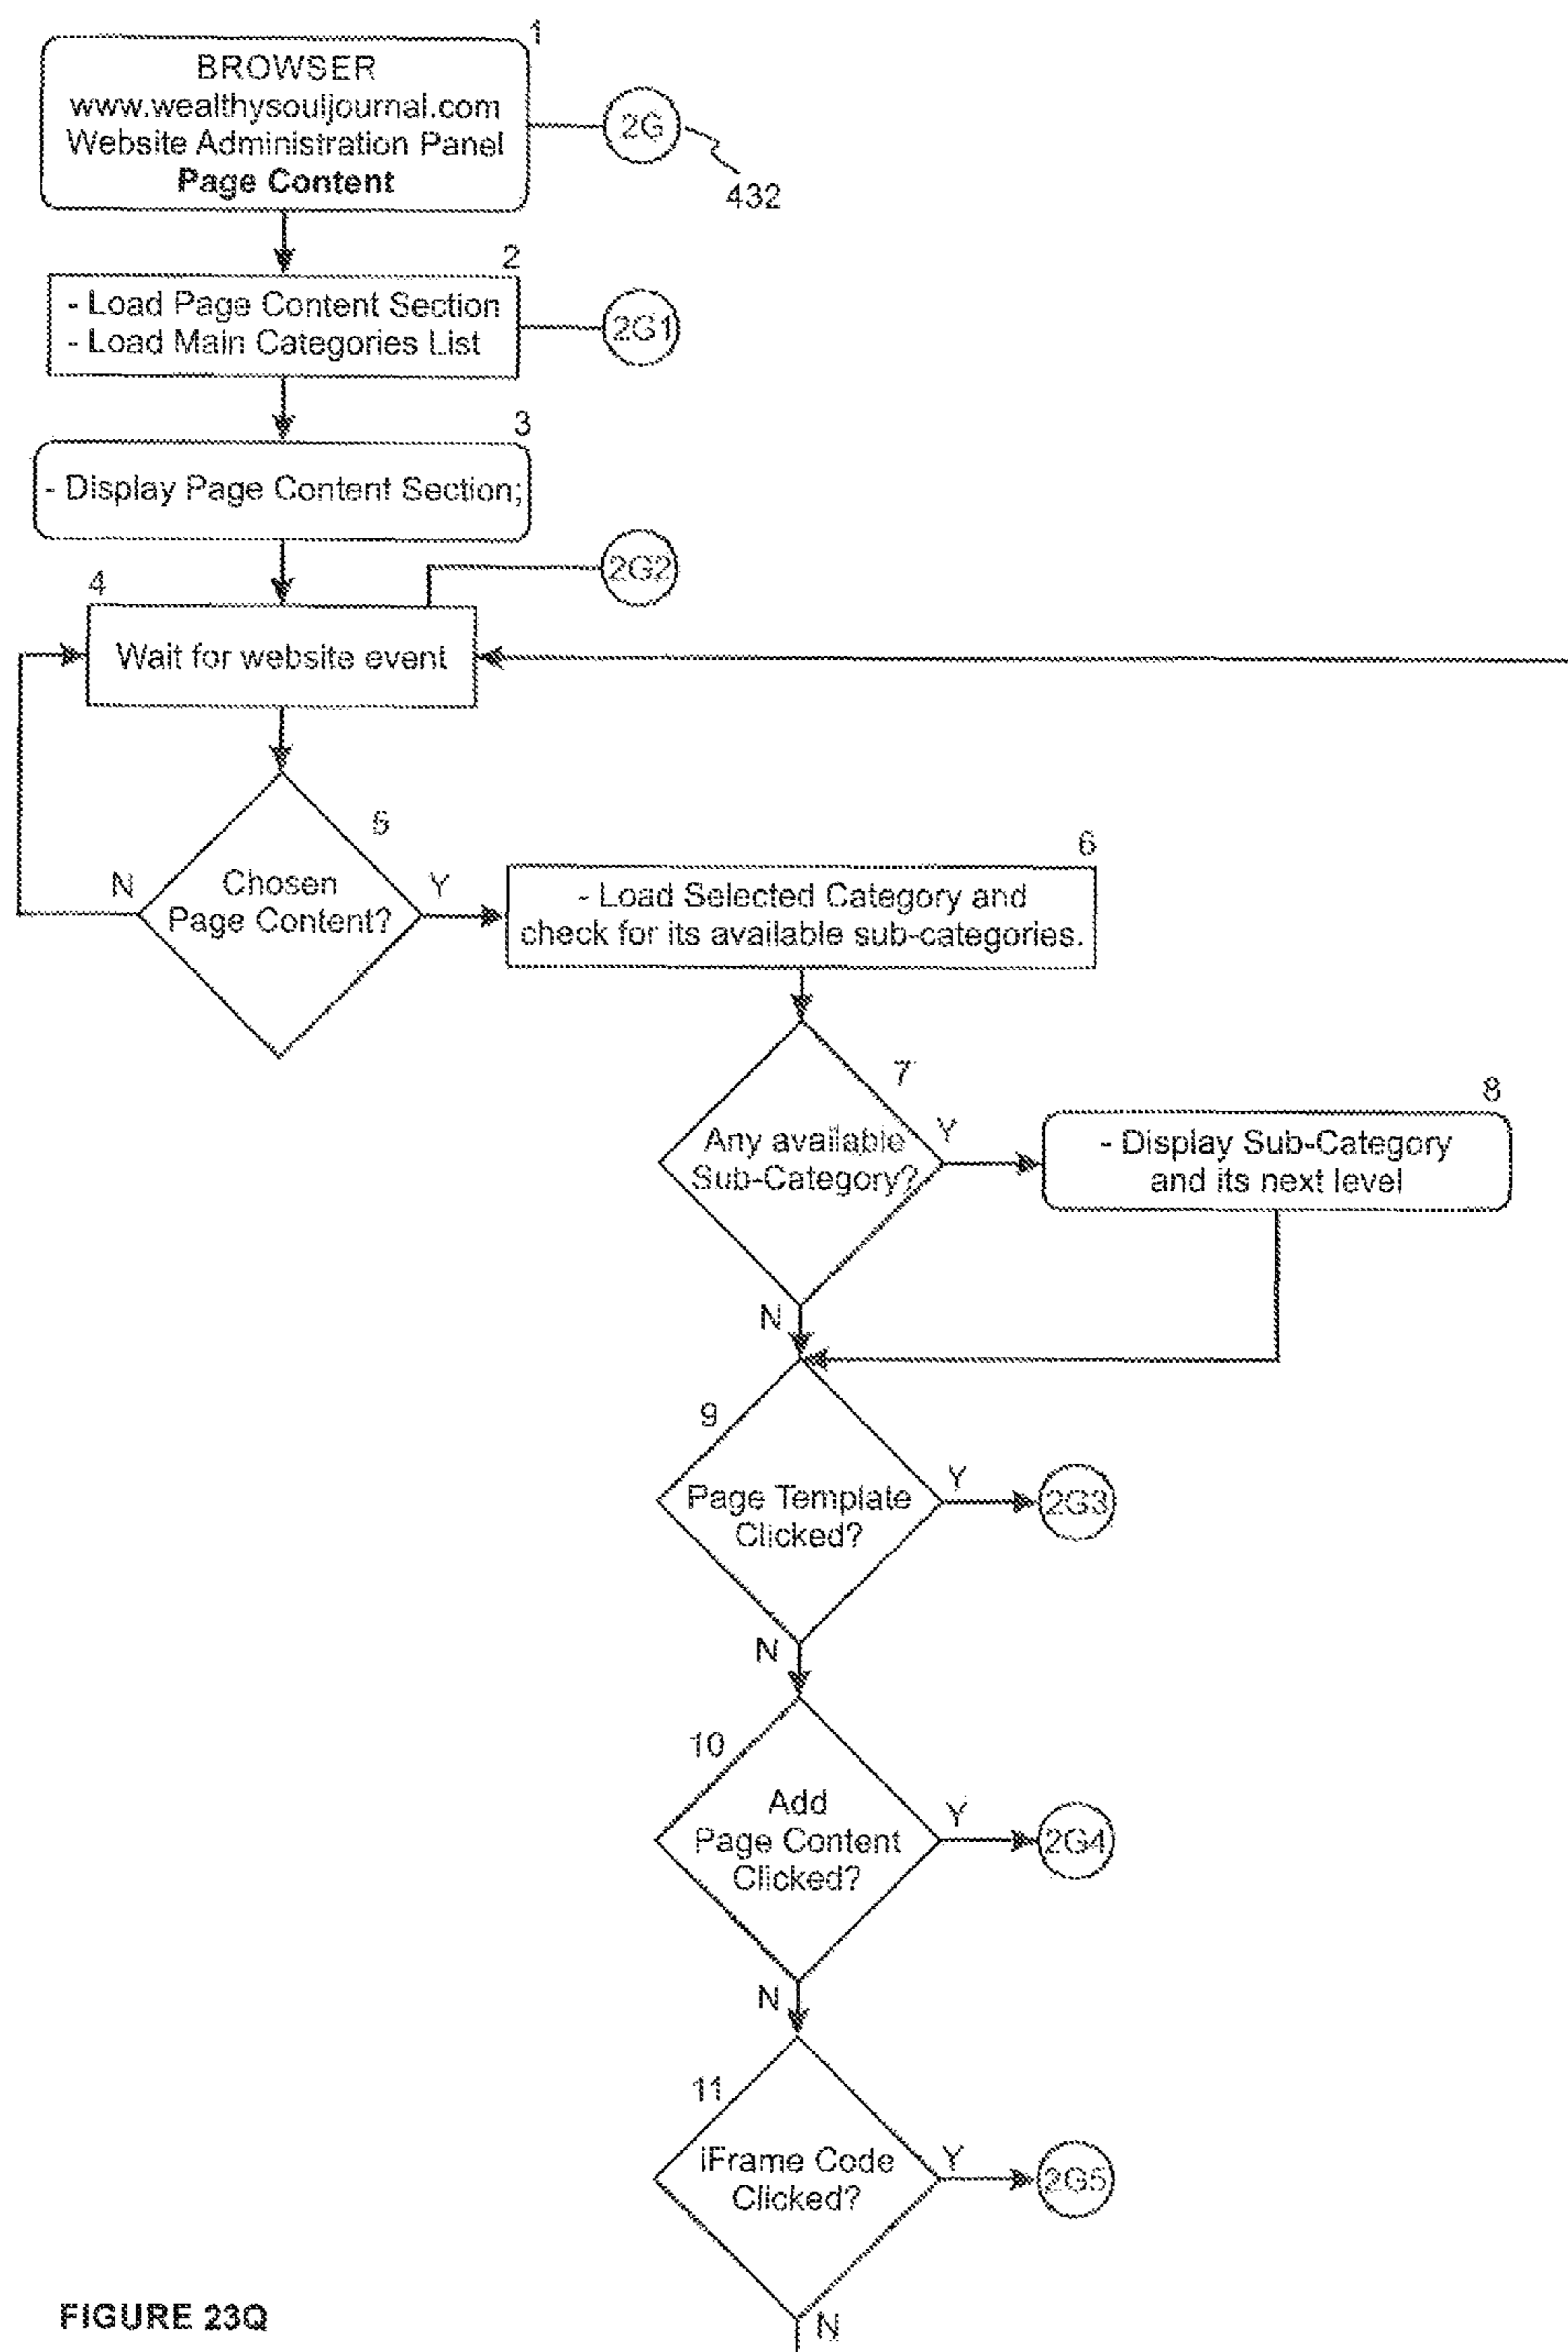 1
BROWSER
www.wealthysouljournal.com
Website Administration Panel
Page Content
2G
432
2
- Load Page Content Section
- Load Main Categories List
2G1
3
- Display Page Content Section;
2G2
4
Wait for website event
5
N
Chosen
Page Content?
Y
6
- Load Selected Category and
check for its available sub-categories.
7
Any available
Sub-Category?
Y
8
- Display Sub-Category
and its next level
N
9
Page Template
Clicked?
Y
2G3
N
10
Add
Page Content
Clicked?
Y
2G4
N
11
iFrame Code
Clicked?
Y
2G5
N
FIGURE 23Q